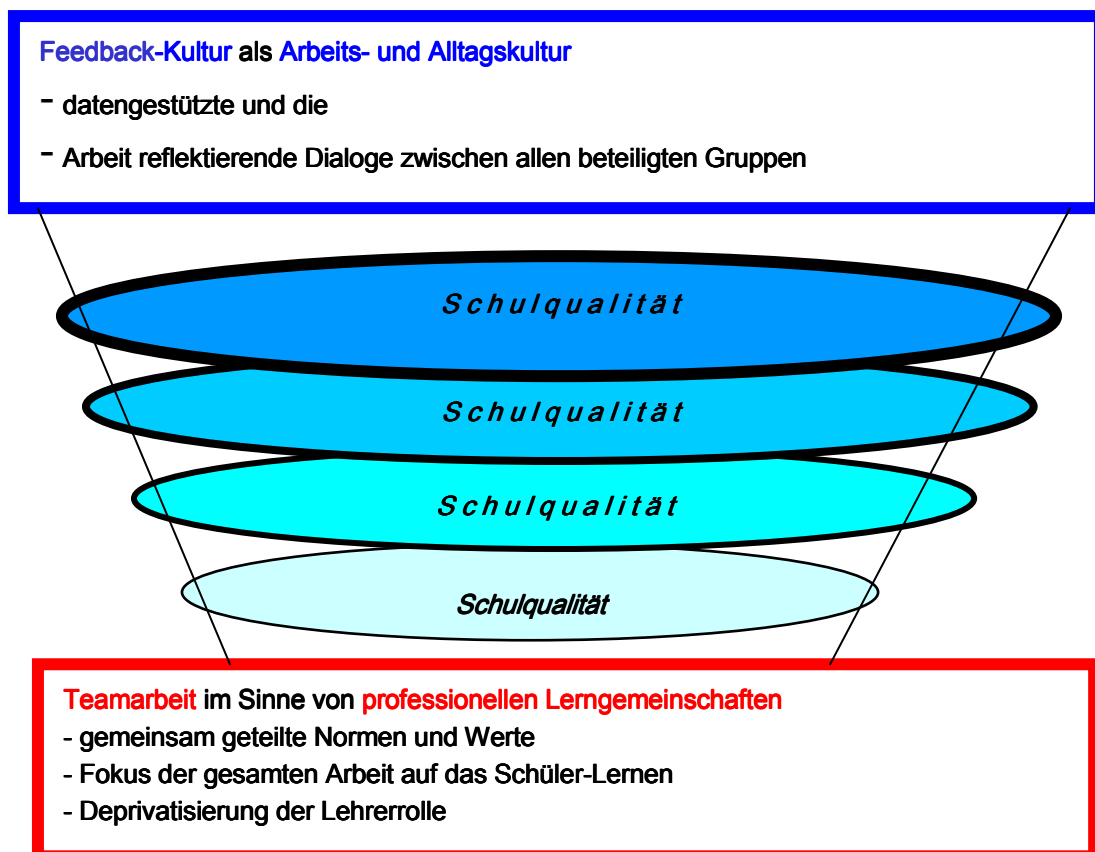 Feedback-Kultur als Arbeits- und Alltagskultur
- datengestützte und die
- Arbeit reflektierende Dialoge zwischen allen beteiligten Gruppen
Schulqualität
Schulqualität
Schulqualität
Schulqualität
Teamarbeit im Sinne von professionellen Lerngemeinschaften
- gemeinsam geteilte Normen und Werte
- Fokus der gesamten Arbeit auf das Schüler-Lernen
- Deprivatisierung der Lehrerrolle